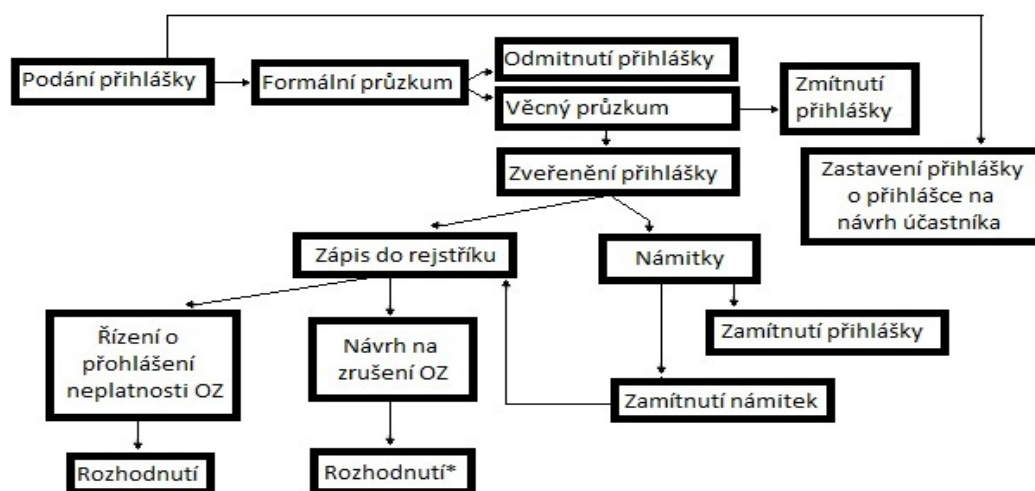 Podání přihlášky
Formální průzkum
Odmitnutí přihlášky
Věcný průzkum
Zmítnutí
přihlášky
Zveřenění přihlášky
Zastavení přihlášky
o přihlášce na
návrh účastníka
Zápis do rejstříku
Námitky
Zamítnutí přihlášky
Řízení o
přohlášení
neplatnosti OZ
Návrh na
zrušení OZ
Zamítnutí námitek
Rozhodnutí
Rozhodnutí*